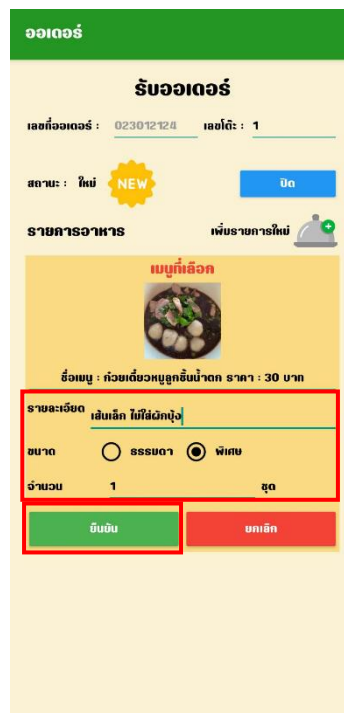 ออเดอร์
รับออเดอร์
เลขที่ออเดอร์ : 023012124 เลขโต๊ะ : 1
สถานะ : ใหม่ NEW ปิด
รายการอาหาร เพิ่มรายการใหม่
เมนูที่เลือก
ชื่อเมนู : ก๋วยเตี๋ยวหมูลูกชิ้นน้ำตก ราคา : 30 บาท
รายละเอียด เส้นเล็ก ไม่ใส่ผักบุ้ง
ขนาด ธรรมดา พิเศษ
จำนวน 1 ชุด
ยืนยัน ยกเลิก